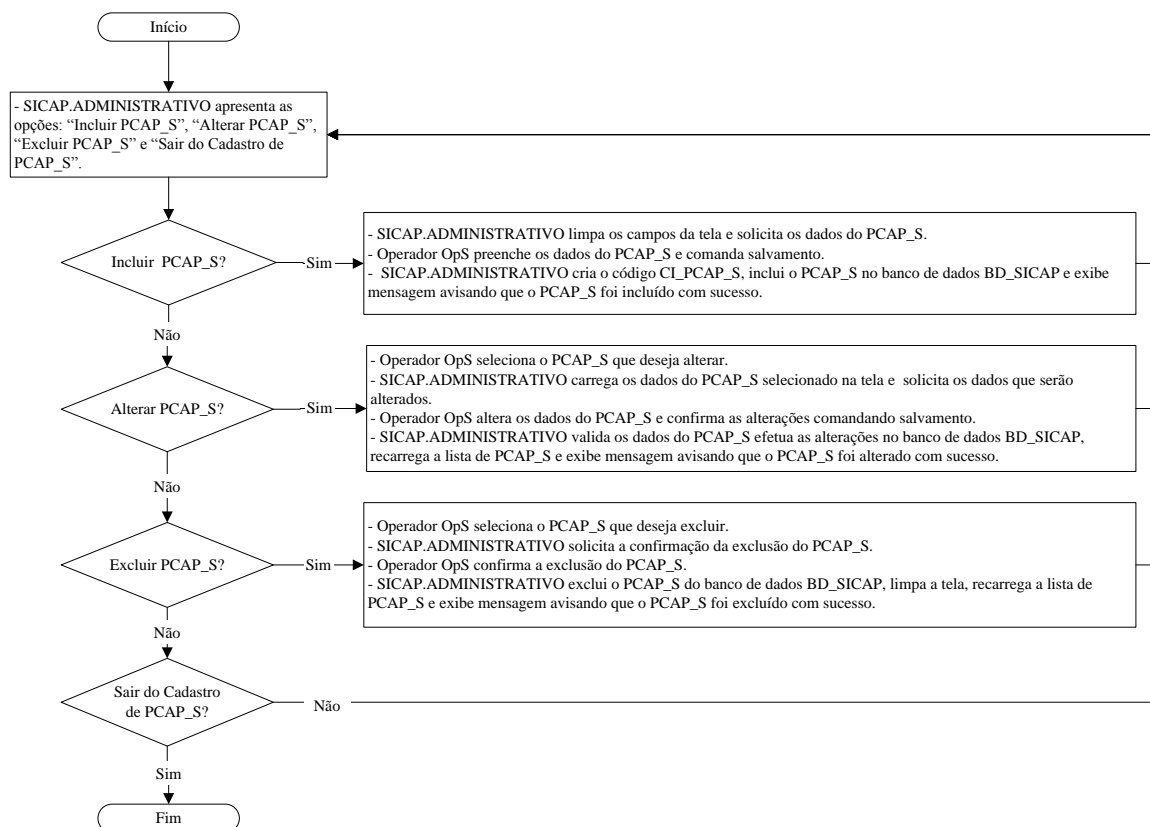 Início
- SICAP.ADMINISTRATIVO apresenta as
opções: “Incluir PCAP_S”, “Alterar PCAP_S”,
“Excluir PCAP_S” e “Sair do Cadastro de
PCAP_S”.
Incluir PCAP_S?
Sim
- SICAP.ADMINISTRATIVO limpa os campos da tela e solicita os dados do PCAP_S.
- Operador OpS preenche os dados do PCAP_S e comanda salvamento.
- SICAP.ADMINISTRATIVO cria o código CI_PCAP_S, inclui o PCAP_S no banco de dados BD_SICAP e exibe
mensagem avisando que o PCAP_S foi incluído com sucesso.
Não
Alterar PCAP_S?
Sim
- Operador OpS seleciona o PCAP_S que deseja alterar.
- SICAP.ADMINISTRATIVO carrega os dados do PCAP_S selecionado na tela e solicita os dados que serão
alterados.
- Operador OpS altera os dados do PCAP_S e confirma as alterações comandando salvamento.
- SICAP.ADMINISTRATIVO valida os dados do PCAP_S efetua as alterações no banco de dados BD_SICAP,
recarrega a lista de PCAP_S e exibe mensagem avisando que o PCAP_S foi alterado com sucesso.
Não
Excluir PCAP_S?
Sim
- Operador OpS seleciona o PCAP_S que deseja excluir.
- SICAP.ADMINISTRATIVO solicita a confirmação da exclusão do PCAP_S.
- Operador OpS confirma a exclusão do PCAP_S.
- SICAP.ADMINISTRATIVO exclui o PCAP_S do banco de dados BD_SICAP, limpa a tela, recarrega a lista de
PCAP_S e exibe mensagem avisando que o PCAP_S foi excluído com sucesso.
Não
Sair do Cadastro
de PCAP_S?
Não
Sim
Fim